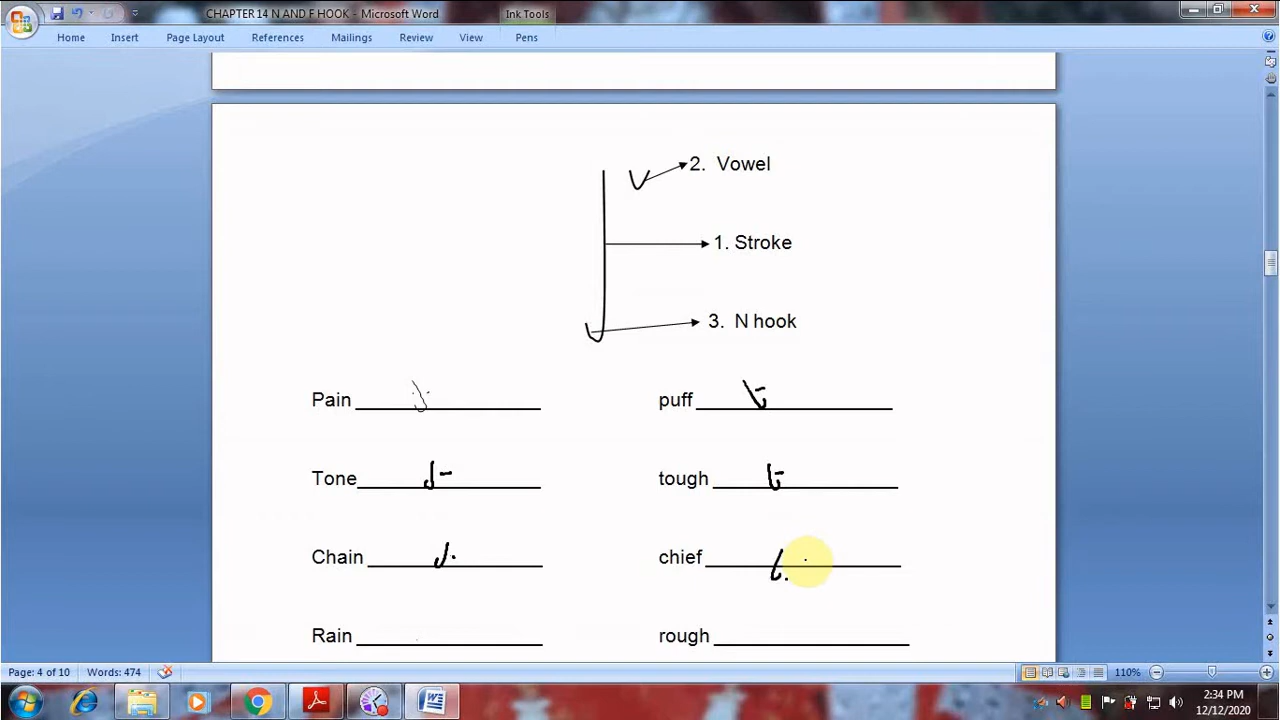 CHAPTER 14 N AND F HOOK - Microsoft Word Ink Tools
Home Insert Page Layout References Mailings Review View Pens
2. Vowel
1. Stroke
3. N hook
Pain puff
Tone tough
Chain chief
Rain rough
Page: 4 of 10 Words: 474 110%
2:34 PM
12/12/2020